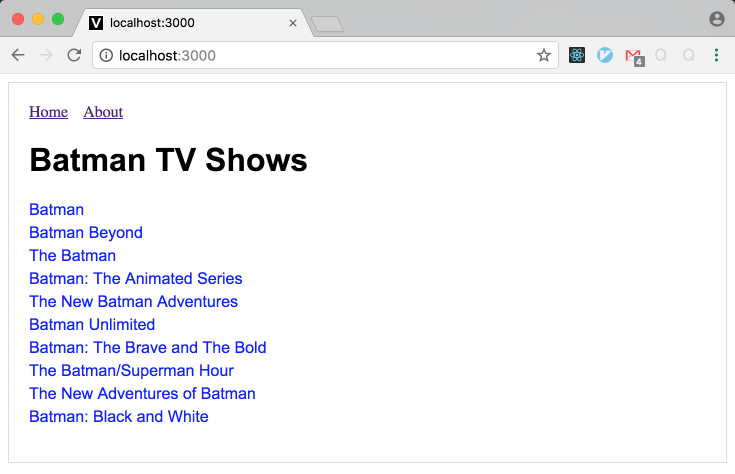 V localhost:3000
localhost:3000
4
Home About
Batman TV Shows
Batman
Batman Beyond
The Batman
Batman: The Animated Series
The New Batman Adventures
Batman Unlimited
Batman: The Brave and The Bold
The Batman/Superman Hour
The New Adventures of Batman
Batman: Black and White